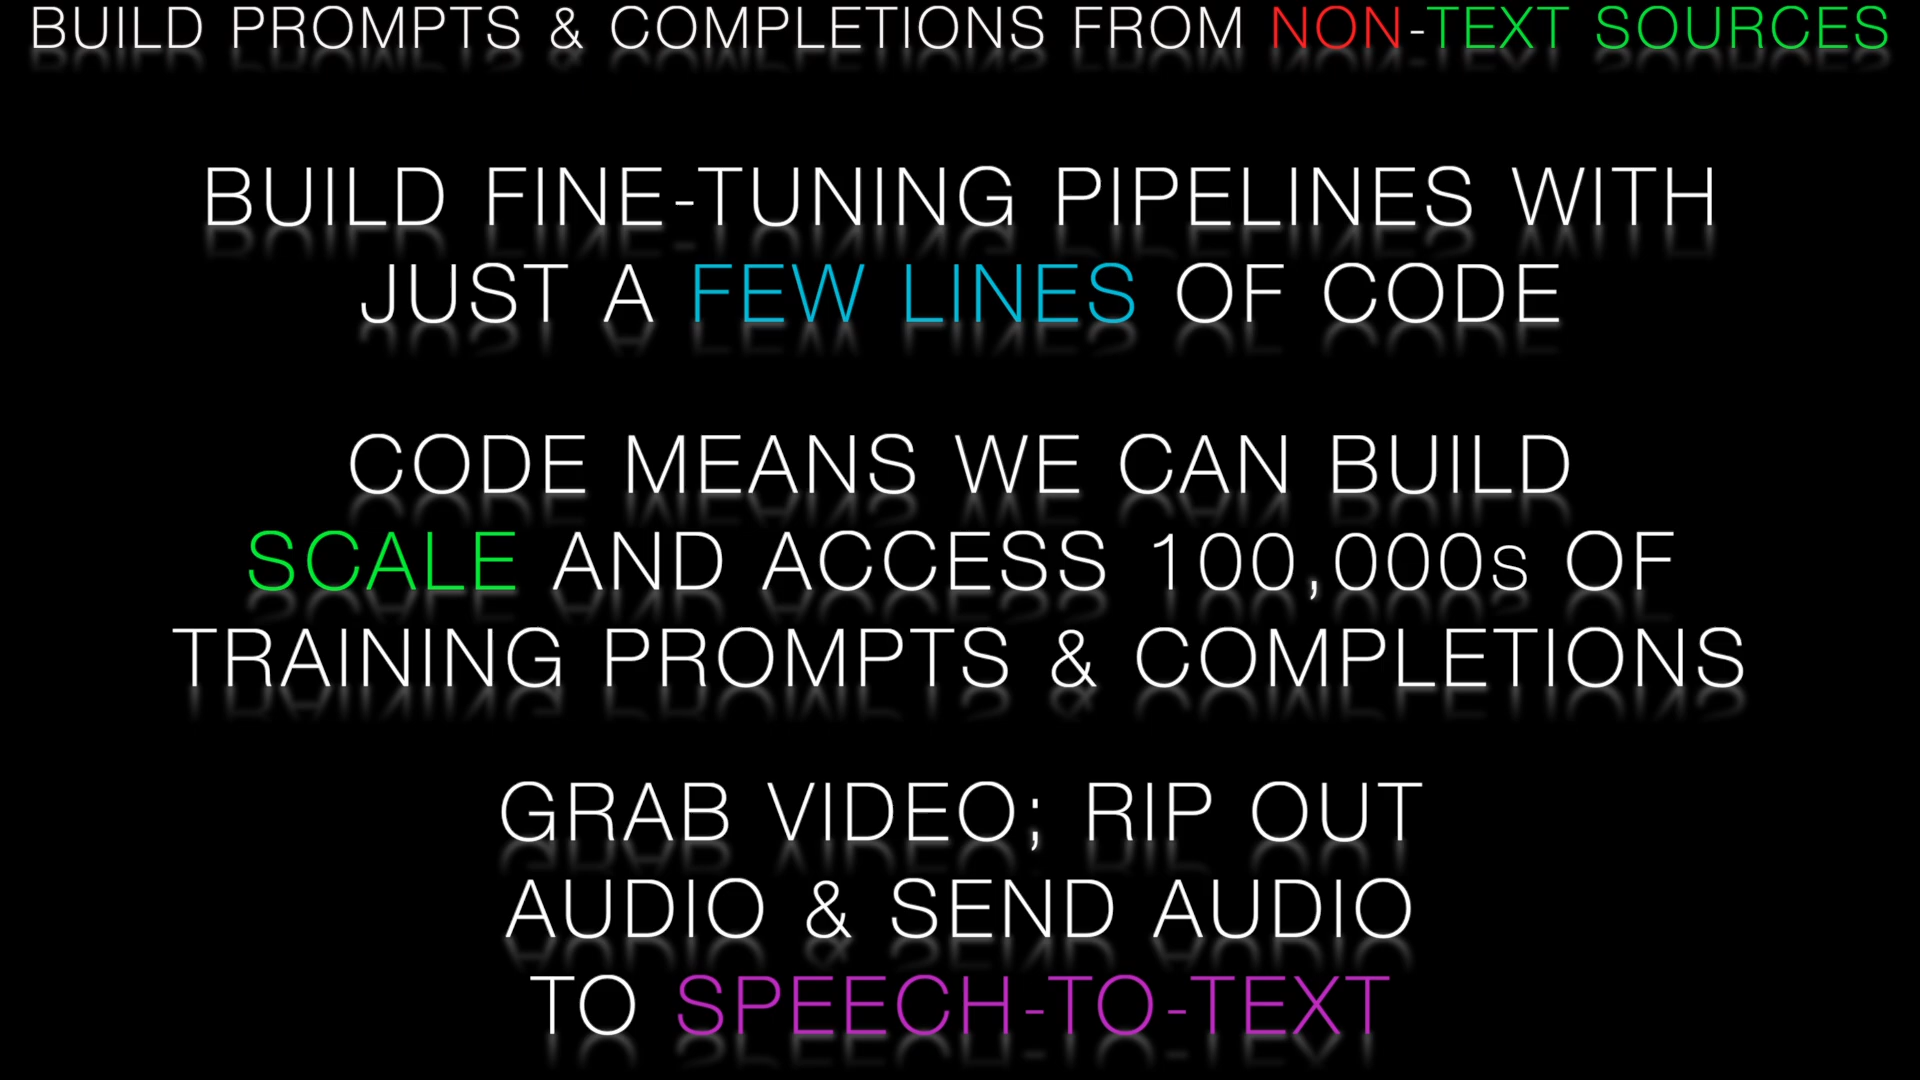 BUILD PROMPTS & COMPLETIONS FROM NON-TEXT SOURCES
BUILD FINE-TUNING PIPELINES WITH
JUST A FEW LINES OF CODE
CODE MEANS WE CAN BUILD
SCALE AND ACCESS 100,000s OF
TRAINING PROMPTS & COMPLETIONS
GRAB VIDEO; RIP OUT
AUDIO & SEND AUDIO
TO SPEECH-TO-TEXT